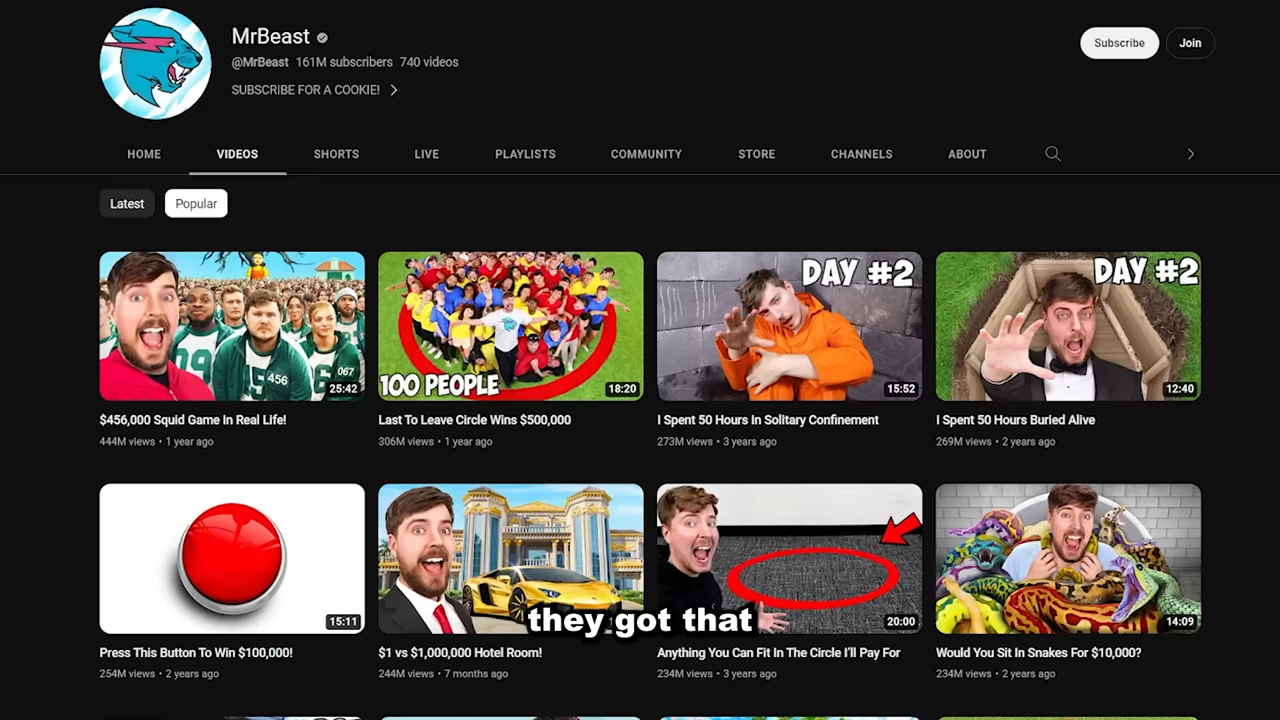 MrBeast
@MrBeast 161M subscribers 740 videos
SUBSCRIBE FOR A COOKIE!
Subscribe
Join
HOME VIDEOS SHORTS LIVE PLAYLISTS COMMUNITY STORE CHANNELS ABOUT
Latest Popular
456
067
25:42
$456,000 Squid Game In Real Life!
444M views • 1 year ago
100 PEOPLE
18:20
Last To Leave Circle Wins $500,000
306M views • 1 year ago
DAY #2
15:52
I Spent 50 Hours In Solitary Confinement
273M views • 3 years ago
DAY #2
12:40
I Spent 50 Hours Buried Alive
269M views • 2 years ago
15:11
Press This Button To Win $100,000!
254M views • 2 years ago
$1 vs $1,000,000 Hotel Room!
244M views • 7 months ago
20:00
Anything You Can Fit In The Circle I'll Pay For
234M views • 3 years ago
14:09
Would You Sit In Snakes For $10,000?
234M views • 2 years ago
they got that